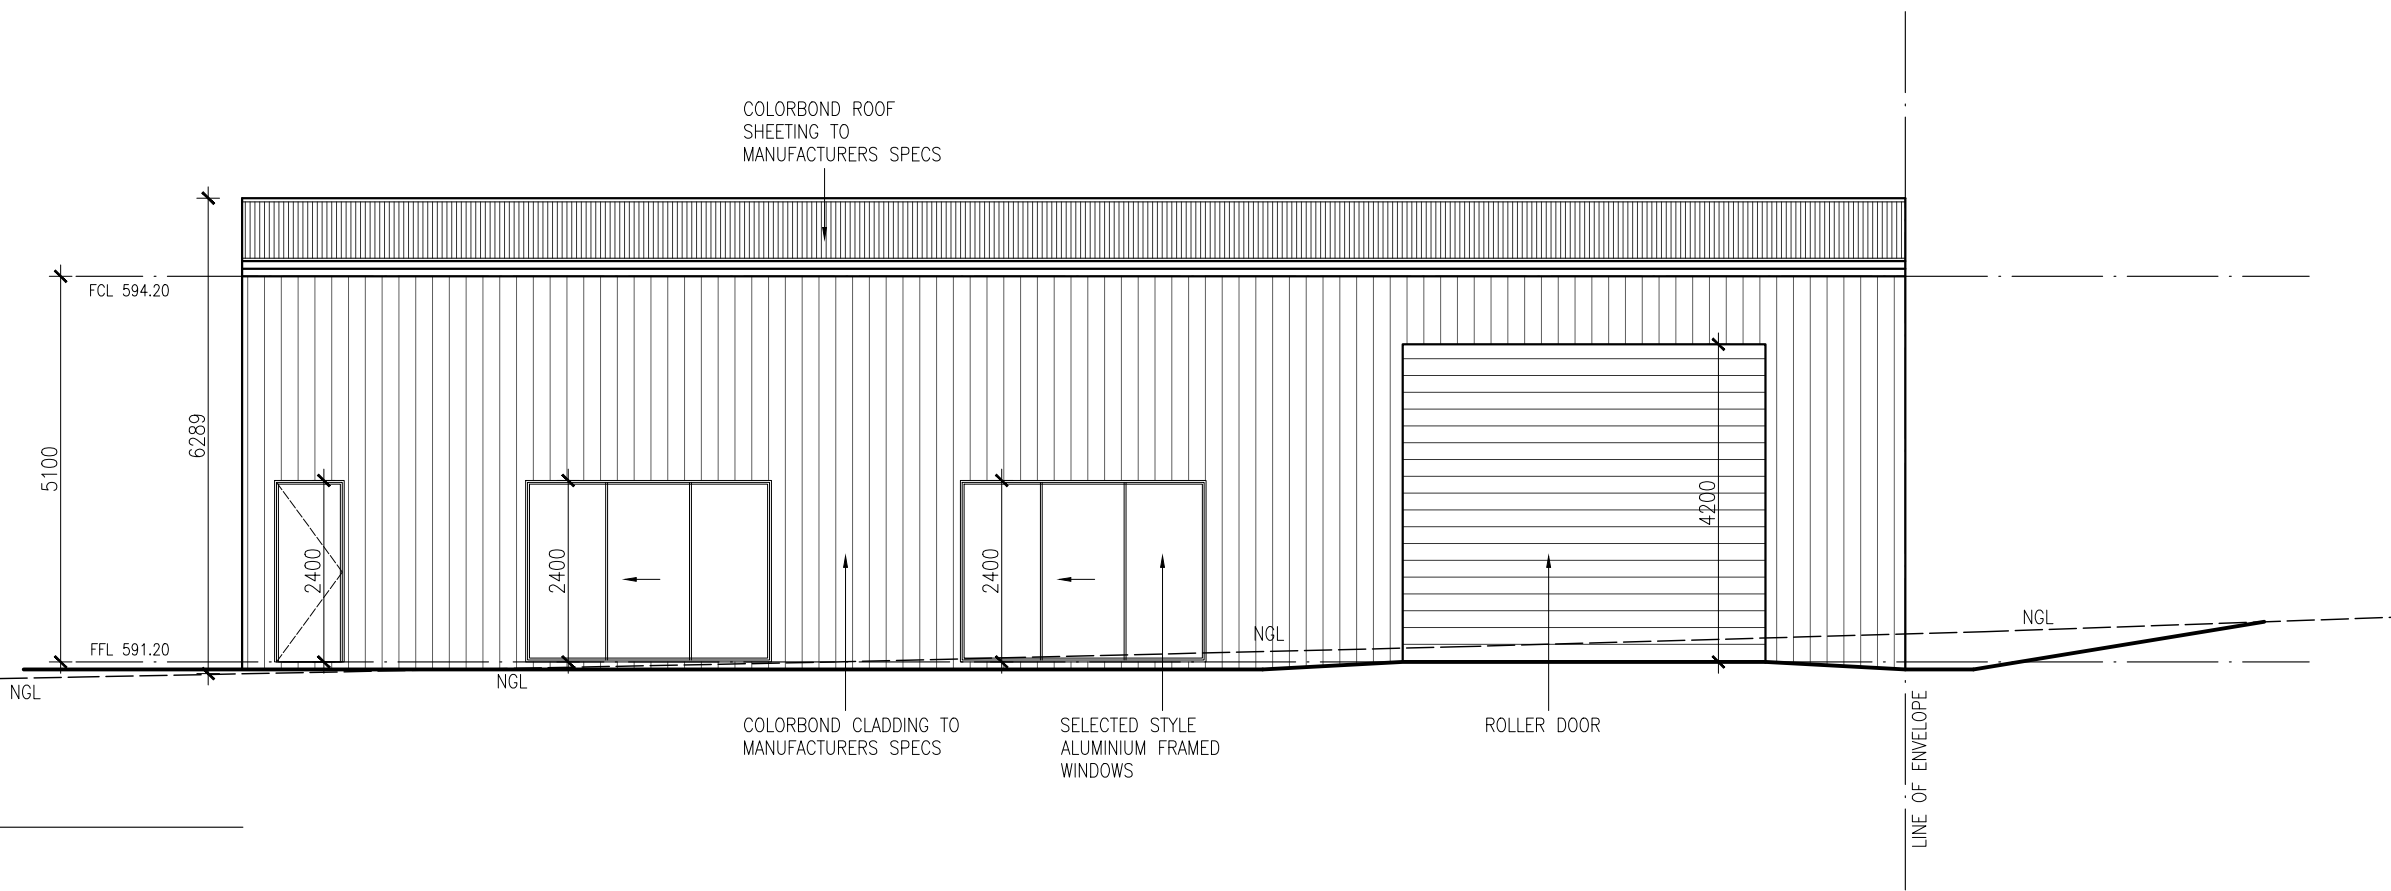 COLORBOND ROOF
SHEETING TO
MANUFACTURERS SPECS
FCL 594.20
6289
5100
4200
2400
2400
2400
NGL
NGL
FFL 591.20
NGL
NGL
COLORBOND CLADDING TO
MANUFACTURERS SPECS
SELECTED STYLE
ALUMINIUM FRAMED
WINDOWS
ROLLER DOOR
LINE OF ENVELOPE